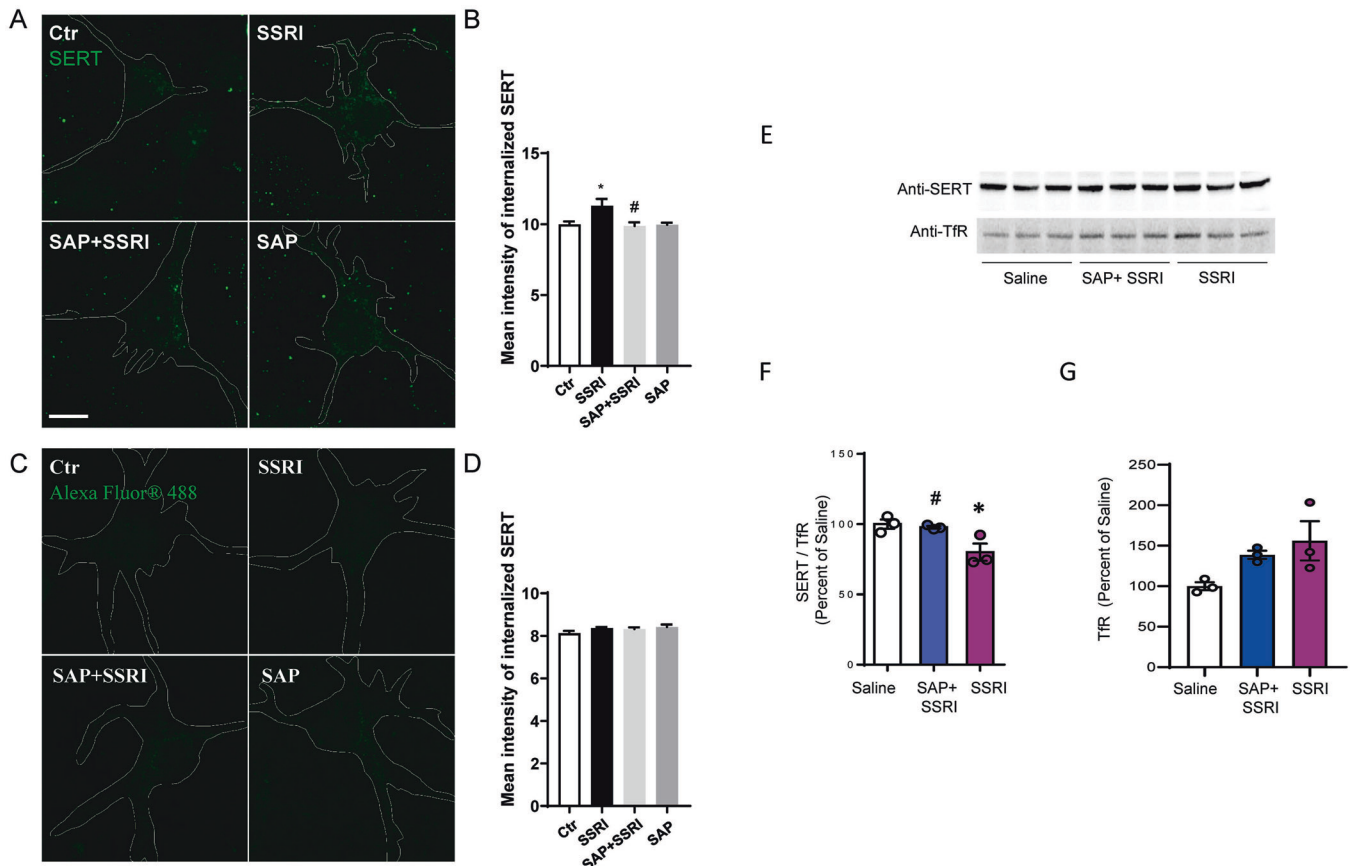 A
Ctr
SERT
SSRI
SAP+SSRI
SAP
B
Mean intensity of internalized SERT
15
10
5
0
*
#
Ctr
SSRI
SAP+SSRI
SAP
C
Ctr
Alexa Fluor® 488
SSRI
SAP+SSRI
SAP
D
Mean intensity of internalized SERT
10
8
6
4
2
0
Ctr
SSRI
SAP+SSRI
SAP
E
Anti-SERT
Anti-TfR
Saline
SAP+ SSRI
SSRI
F
SERT / TfR
(Percent of Saline)
150
100
50
0
#
*
Saline
SAP+
SSRI
SSRI
G
TfR (Percent of Saline)
250
200
150
100
50
0
Saline
SAP+
SSRI
SSRI